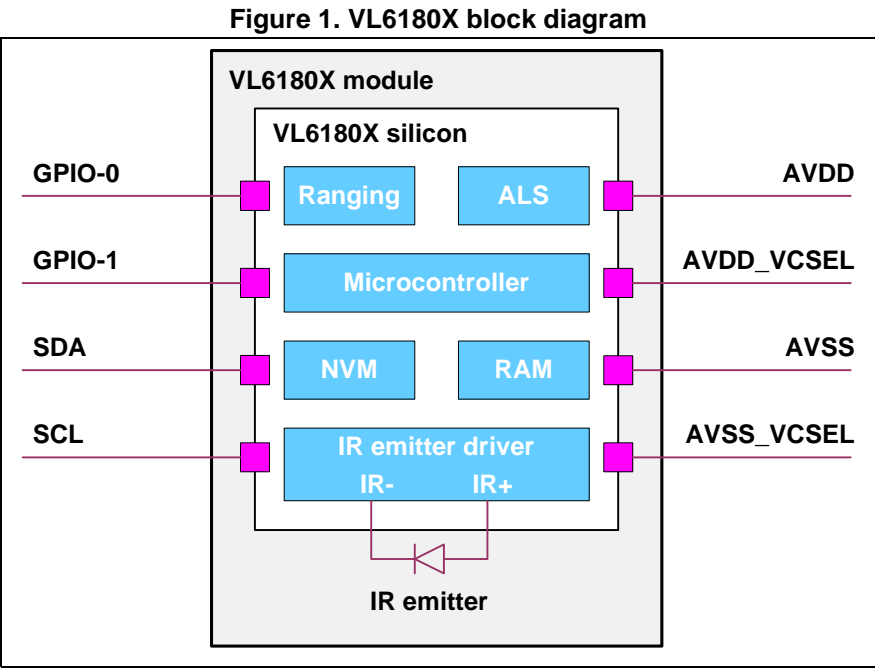 Figure 1. VL6180X block diagram
VL6180X module
VL6180X silicon
GPIO-0
Ranging
ALS
AVDD
GPIO-1
Microcontroller
AVDD_VCSEL
SDA
NVM
RAM
AVSS
SCL
IR emitter driver
AVSS_VCSEL
IR-
IR+
IR emitter